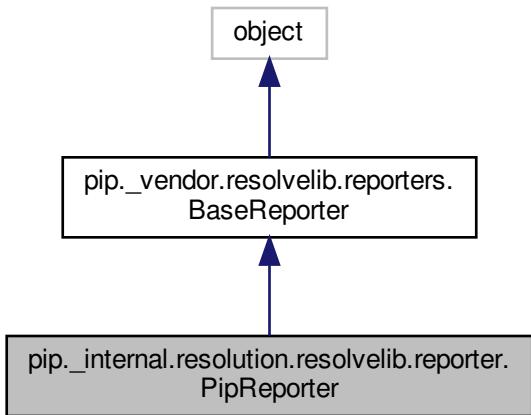 object
pip._vendor.resolvelib.reporters.
BaseReporter
pip._internal.resolution.resolvelib.reporter.
PipReporter